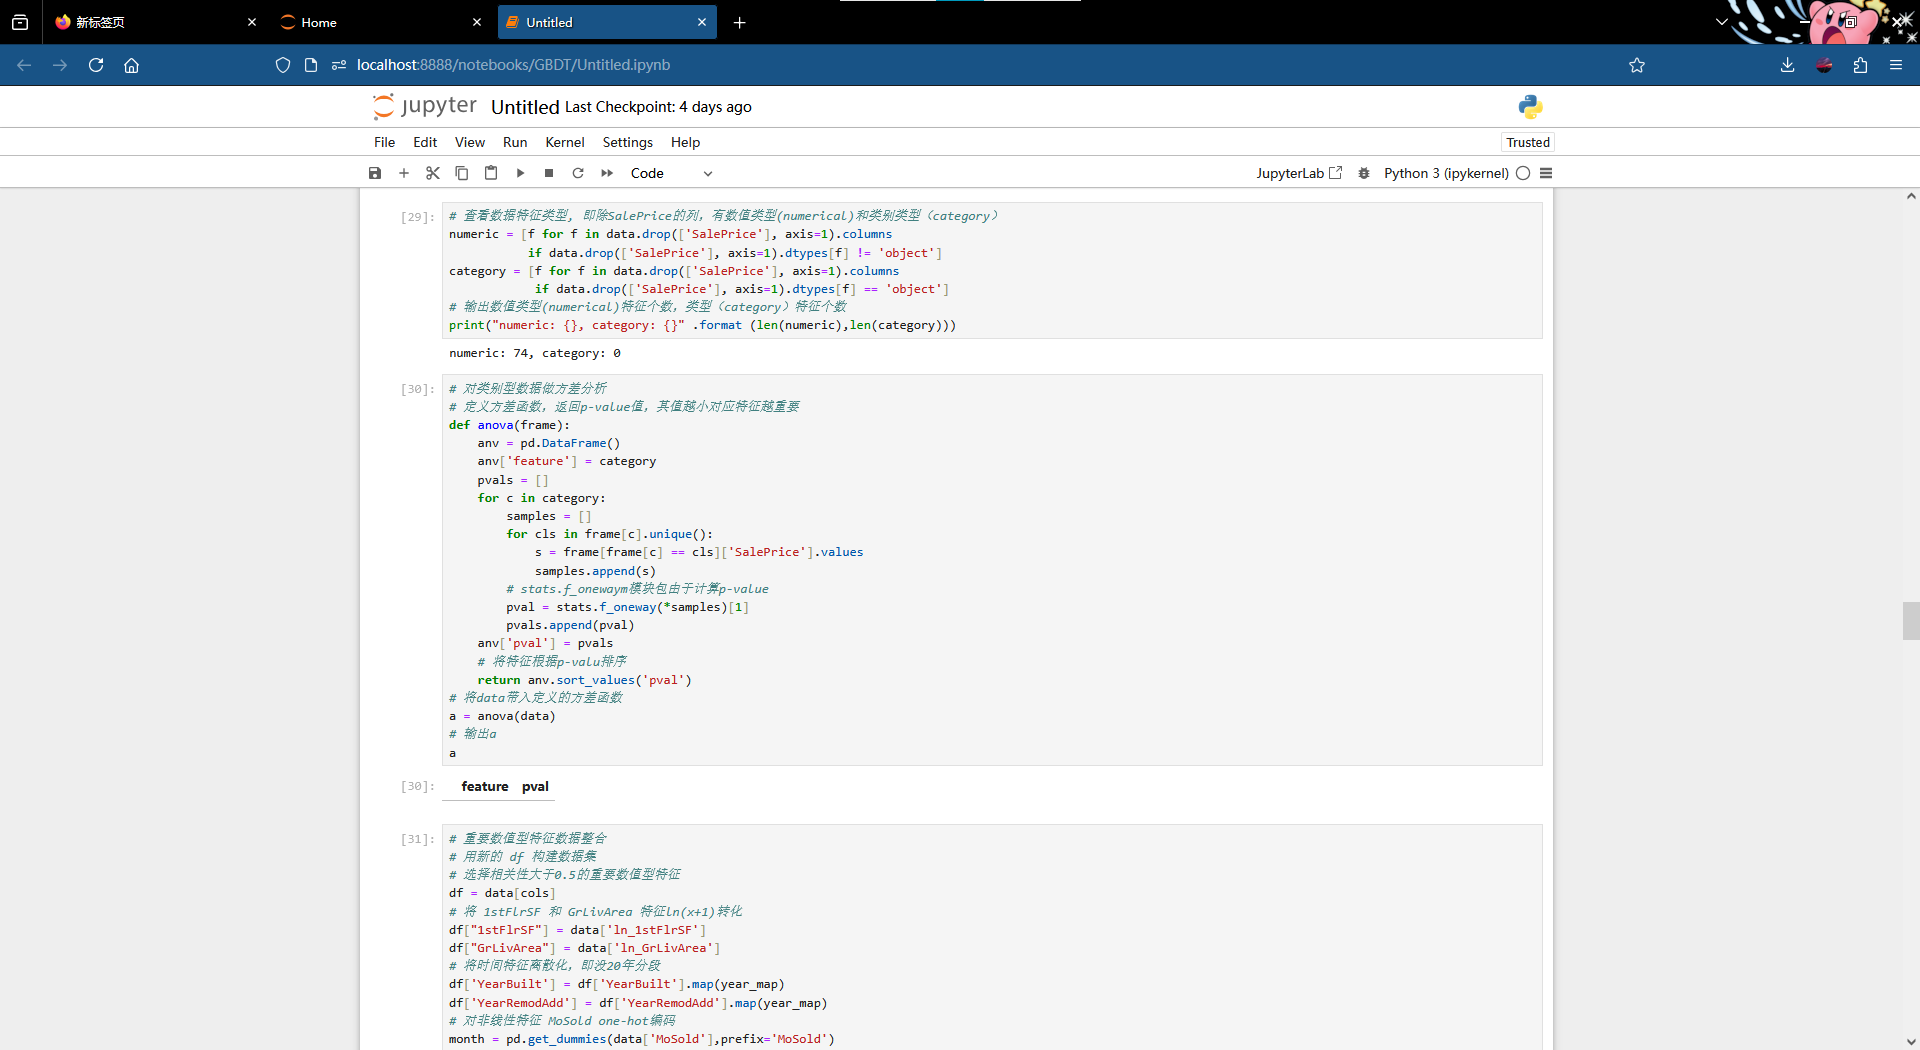 新标签页
Home
Untitled
localhost:8888/notebooks/GBDT/Untitled.ipynb
jupyter Untitled Last Checkpoint: 4 days ago
File Edit View Run Kernel Settings Help
Trusted
Code
JupyterLab
Python 3 (ipykernel)
[29]:
# 查看数据特征类型, 即除SalePrice的列, 有数值类型(numerical)和类别类型（category）
numeric = [f for f in data.drop(['SalePrice'], axis=1).columns
           if data.drop(['SalePrice'], axis=1).dtypes[f] != 'object']
category = [f for f in data.drop(['SalePrice'], axis=1).columns
            if data.drop(['SalePrice'], axis=1).dtypes[f] == 'object']
# 输出数值类型(numerical)特征个数，类型（category）特征个数
print("numeric: {}, category: {}" .format (len(numeric),len(category)))
numeric: 74, category: 0
[30]:
# 对类别型数据做方差分析
# 定义方差函数，返回p-value值，其值越小对应特征越重要
def anova(frame):
    anv = pd.DataFrame()
    anv['feature'] = category
    pvals = []
    for c in category:
        samples = []
        for cls in frame[c].unique():
            s = frame[frame[c] == cls]['SalePrice'].values
            samples.append(s)
        # stats.f_onewaym模块包由于计算p-value
        pval = stats.f_oneway(*samples)[1]
        pvals.append(pval)
    anv['pval'] = pvals
    # 将特征根据p-valu排序
    return anv.sort_values('pval')
# 将data带入定义的方差函数
a = anova(data)
# 输出a
a
[30]:
feature pval
[31]:
# 重要数值型特征数据整合
# 用新的 df 构建数据集
# 选择相关性大于0.5的重要数值型特征
df = data[cols]
# 将 1stFlrSF 和 GrLivArea 特征ln(x+1)转化
df["1stFlrSF"] = data['ln_1stFlrSF']
df["GrLivArea"] = data['ln_GrLivArea']
# 将时间特征离散化，即没20年分段
df['YearBuilt'] = df['YearBuilt'].map(year_map)
df['YearRemodAdd'] = df['YearRemodAdd'].map(year_map)
# 对非线性特征 MoSold one-hot编码
month = pd.get_dummies(data['MoSold'],prefix='MoSold')